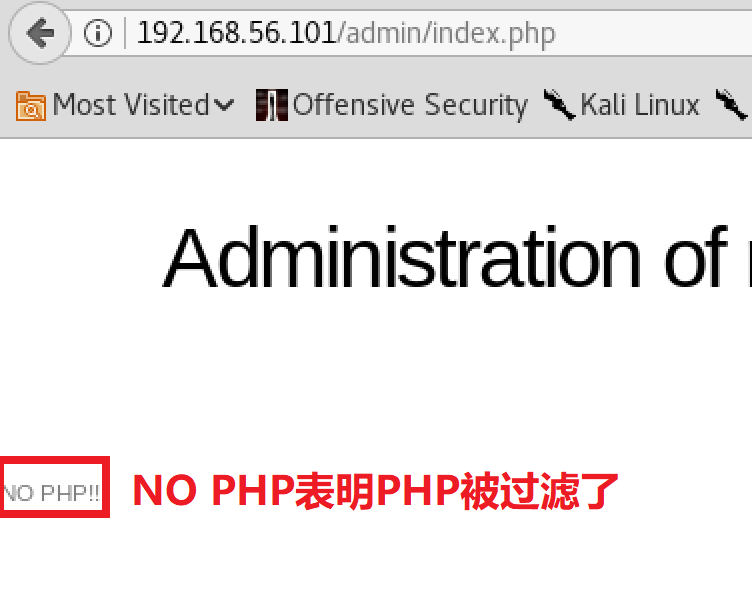 192.168.56.101/admin/index.php
Most Visited Offensive Security Kali Linux
Administration of
NO PHP!! NO PHP表明PHP被过滤了